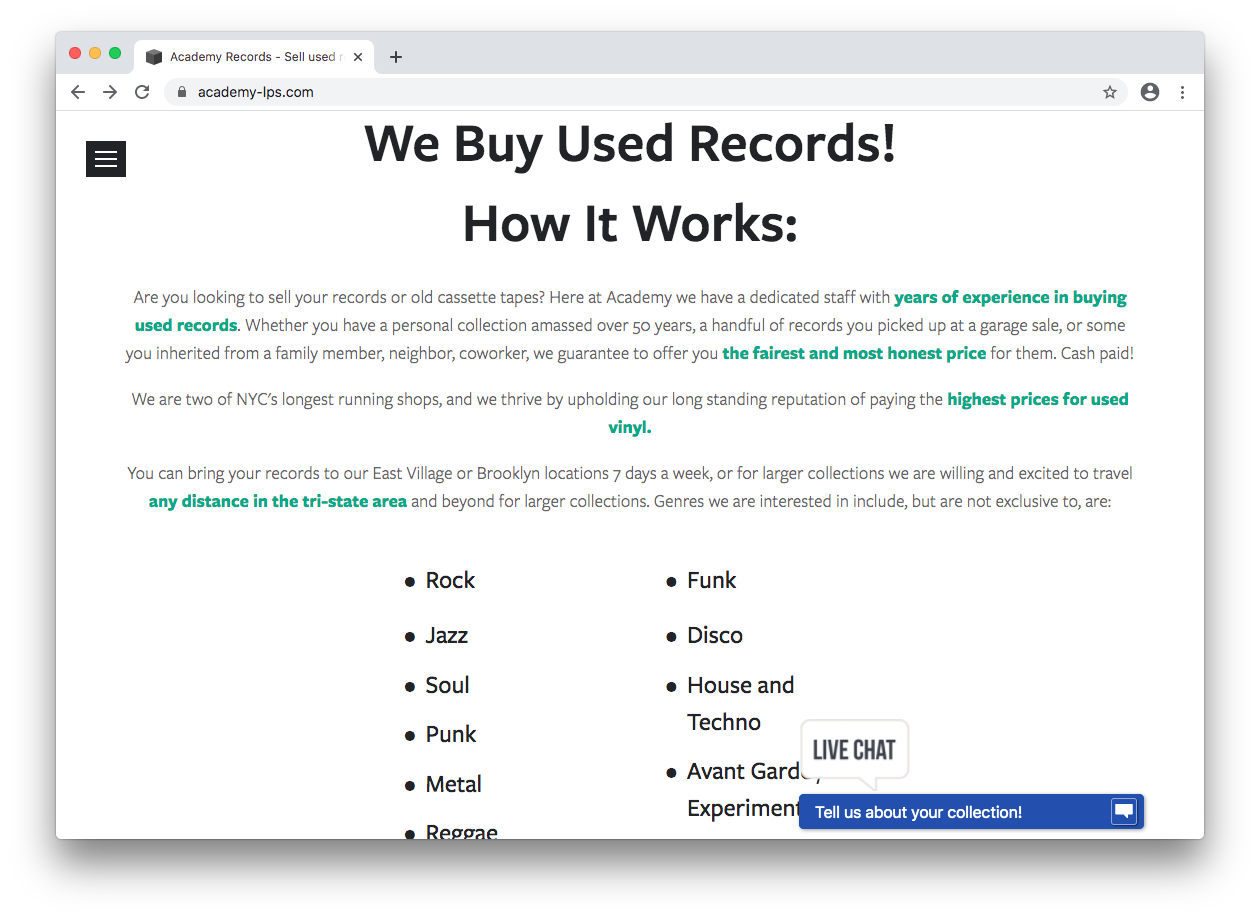 Academy Records - Sell used
academy-lps.com
We Buy Used Records!
How It Works:
Are you looking to sell your records or old cassette tapes? Here at Academy we have a dedicated staff with years of experience in buying
used records. Whether you have a personal collection amassed over 50 years, a handful of records you picked up at a garage sale, or some
you inherited from a family member, neighbor, coworker, we guarantee to offer you the fairest and most honest price for them. Cash paid!
We are two of NYC's longest running shops, and we thrive by upholding our long standing reputation of paying the highest prices for used
vinyl.
You can bring your records to our East Village or Brooklyn locations 7 days a week, or for larger collections we are willing and excited to travel
any distance in the tri-state area and beyond for larger collections. Genres we are interested in include, but are not exclusive to, are:
• Rock
• Jazz
• Soul
• Punk
• Metal
• Reggae
• Funk
• Disco
• House and
Techno
• Avant
LIVE CHAT
Tell us about your collection!